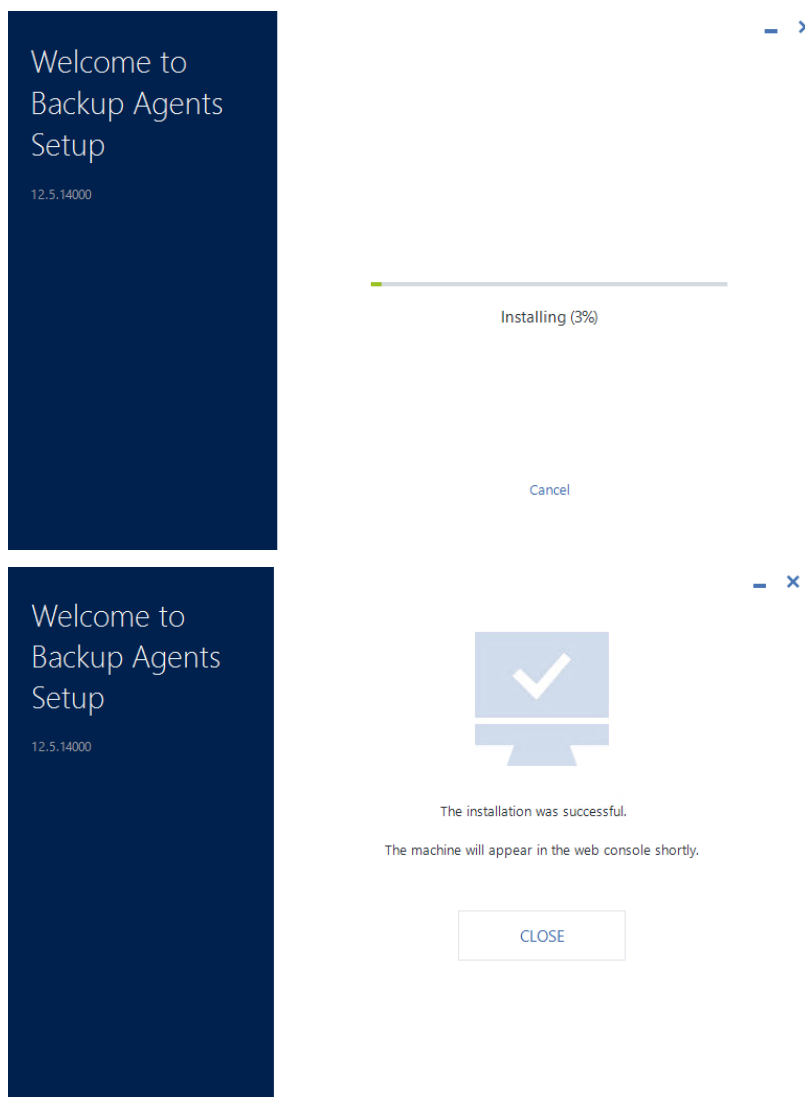 Welcome to
Backup Agents
Setup
12.5.14000
Installing (3%)
Cancel
Welcome to
Backup Agents
Setup
12.5.14000
The installation was successful.
The machine will appear in the web console shortly.
CLOSE